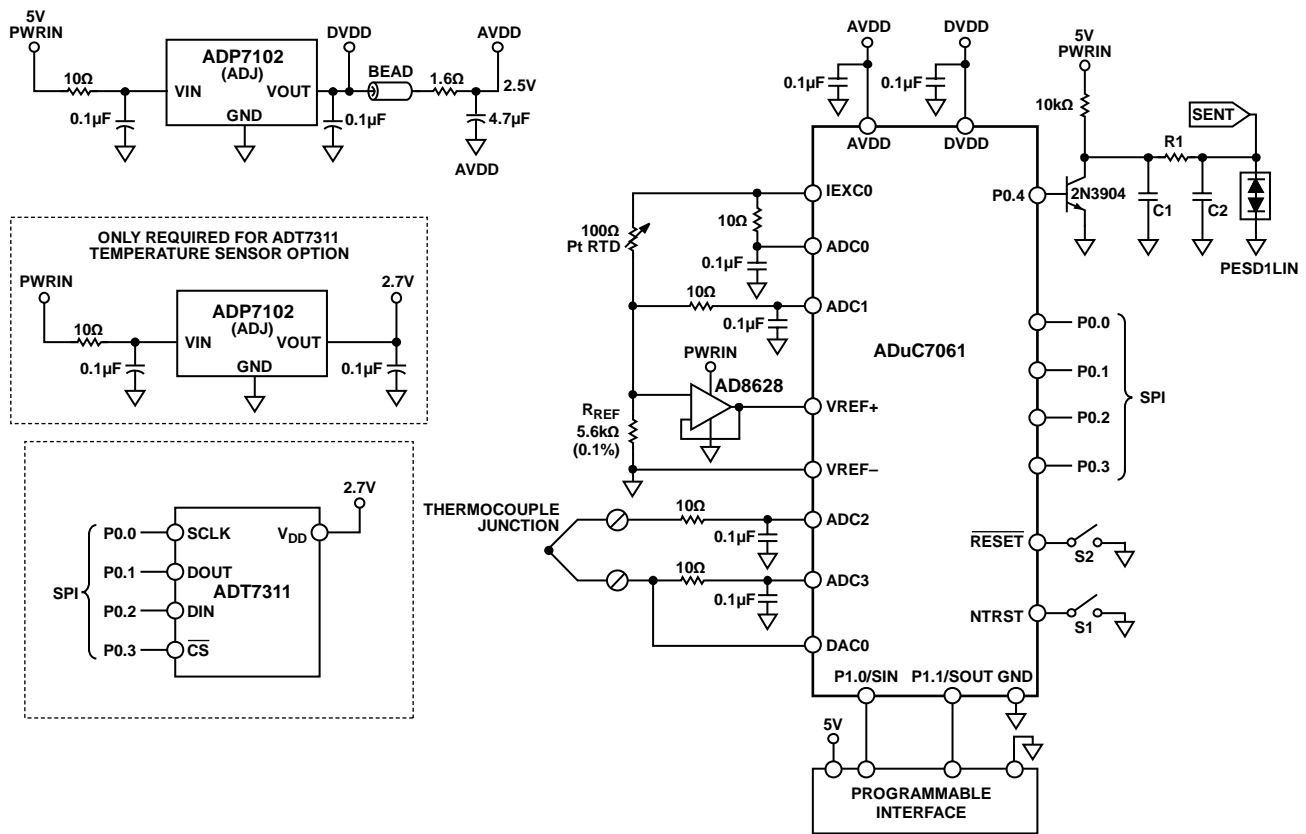 5V
PWRIN
10Ω
0.1µF
ADP7102
(ADJ)
VIN
VOUT
GND
DVDD
0.1µF
BEAD
1.6Ω
AVDD
2.5V
4.7µF
AVDD
ONLY REQUIRED FOR ADT7311
TEMPERATURE SENSOR OPTION
PWRIN
10Ω
0.1µF
ADP7102
(ADJ)
VIN
VOUT
GND
2.7V
0.1µF
SPI
P0.0
P0.1
P0.2
P0.3
SCLK
DOUT
DIN
CS
VDD
ADT7311
2.7V
AVDD
0.1µF
DVDD
0.1µF
AVDD
DVDD
IEXC0
10Ω
ADC0
0.1µF
100Ω
Pt RTD
10Ω
ADC1
0.1µF
PWRIN
AD8628
VREF+
RREF
5.6kΩ
(0.1%)
VREF–
THERMOCOUPLE
JUNCTION
10Ω
ADC2
0.1µF
10Ω
ADC3
0.1µF
DAC0
ADuC7061
5V
PWRIN
10kΩ
P0.4
2N3904
C1
R1
C2
SENT
PESD1LIN
P0.0
P0.1
P0.2
P0.3
SPI
RESET
S2
NTRST
S1
P1.0/SIN
P1.1/SOUT
GND
5V
PROGRAMMABLE
INTERFACE